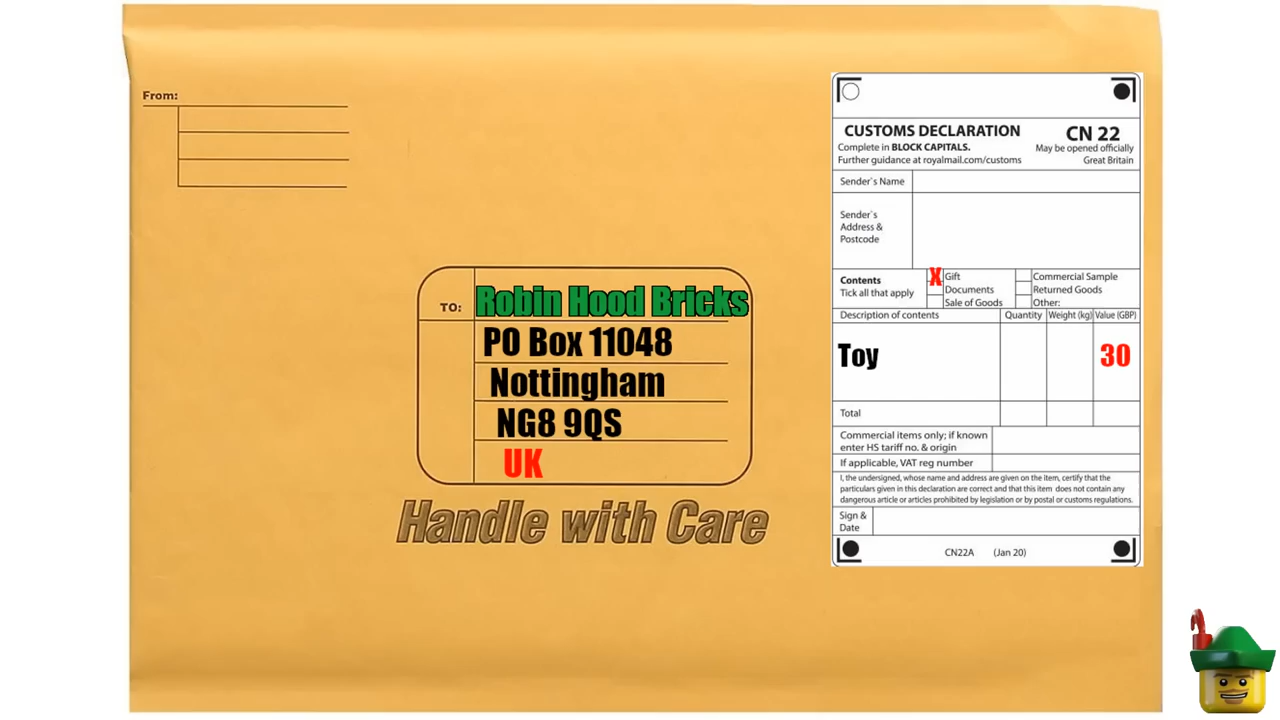 From:
TO: Robin Hood Bricks
PO Box 11048
Nottingham
NG8 9QS
UK
Handle with Care
CUSTOMS DECLARATION CN 22
Complete in BLOCK CAPITALS. May be opened officially
Further guidance at royalmail.com/customs Great Britain
Sender`s Name
Sender`s
Address &
Postcode
Contents
Tick all that apply
X Gift
Documents
Sale of Goods
Commercial Sample
Returned Goods
Other:
Description of contents Quantity Weight (kg) Value (GBP)
Toy 30
Total
Commercial items only; if known
enter HS tariff no. & origin
If applicable, VAT reg number
I, the undersigned, whose name and address are given on the item, certify that the
particulars given in this declaration are correct and that this item does not contain any
dangerous article or articles prohibited by legislation or by postal or customs regulations.
Sign &
Date
CN22A (Jan 20)